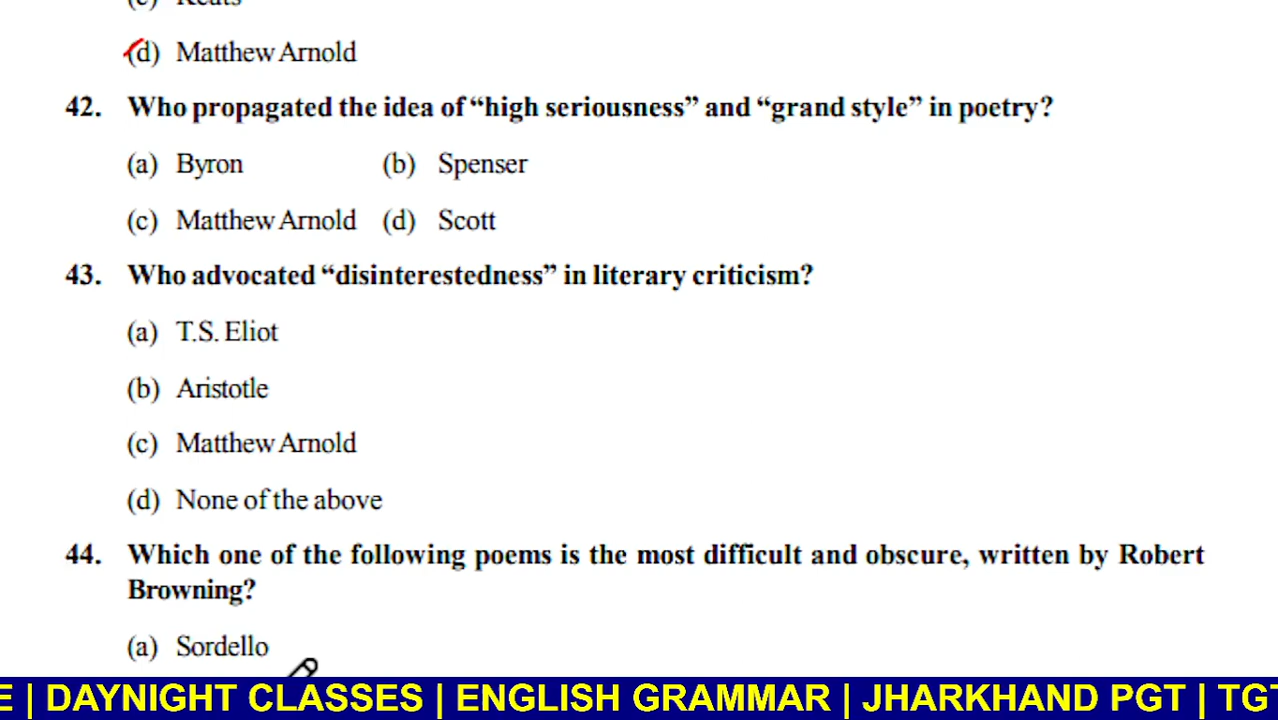 (c) Keats
(d) Matthew Arnold
42. Who propagated the idea of “high seriousness” and “grand style” in poetry?
(a) Byron (b) Spenser
(c) Matthew Arnold (d) Scott
43. Who advocated “disinterestedness” in literary criticism?
(a) T.S. Eliot
(b) Aristotle
(c) Matthew Arnold
(d) None of the above
44. Which one of the following poems is the most difficult and obscure, written by Robert
Browning?
(a) Sordello
E | DAYNIGHT CLASSES | ENGLISH GRAMMAR | JHARKHAND PGT | TGT